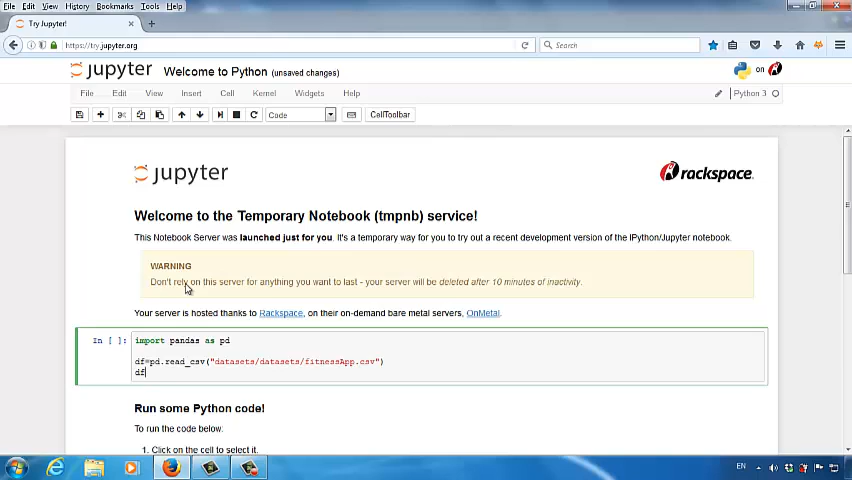 File Edit View History Bookmarks Tools Help
Try Jupyter!
https://try.jupyter.org
Search
jupyter Welcome to Python (unsaved changes)
on
File Edit View Insert Cell Kernel Widgets Help
Python 3
Code
CellToolbar
jupyter
rackspace.
Welcome to the Temporary Notebook (tmpnb) service!
This Notebook Server was launched just for you. It's a temporary way for you to try out a recent development version of the IPython/Jupyter notebook.
WARNING
Don't rely on this server for anything you want to last - your server will be deleted after 10 minutes of inactivity.
Your server is hosted thanks to Rackspace, on their on-demand bare metal servers, OnMetal.
In [ ]: import pandas as pd
df=pd.read_csv("datasets/datasets/fitnessApp.csv")
df
Run some Python code!
To run the code below:
1. Click on the cell to select it.
EN